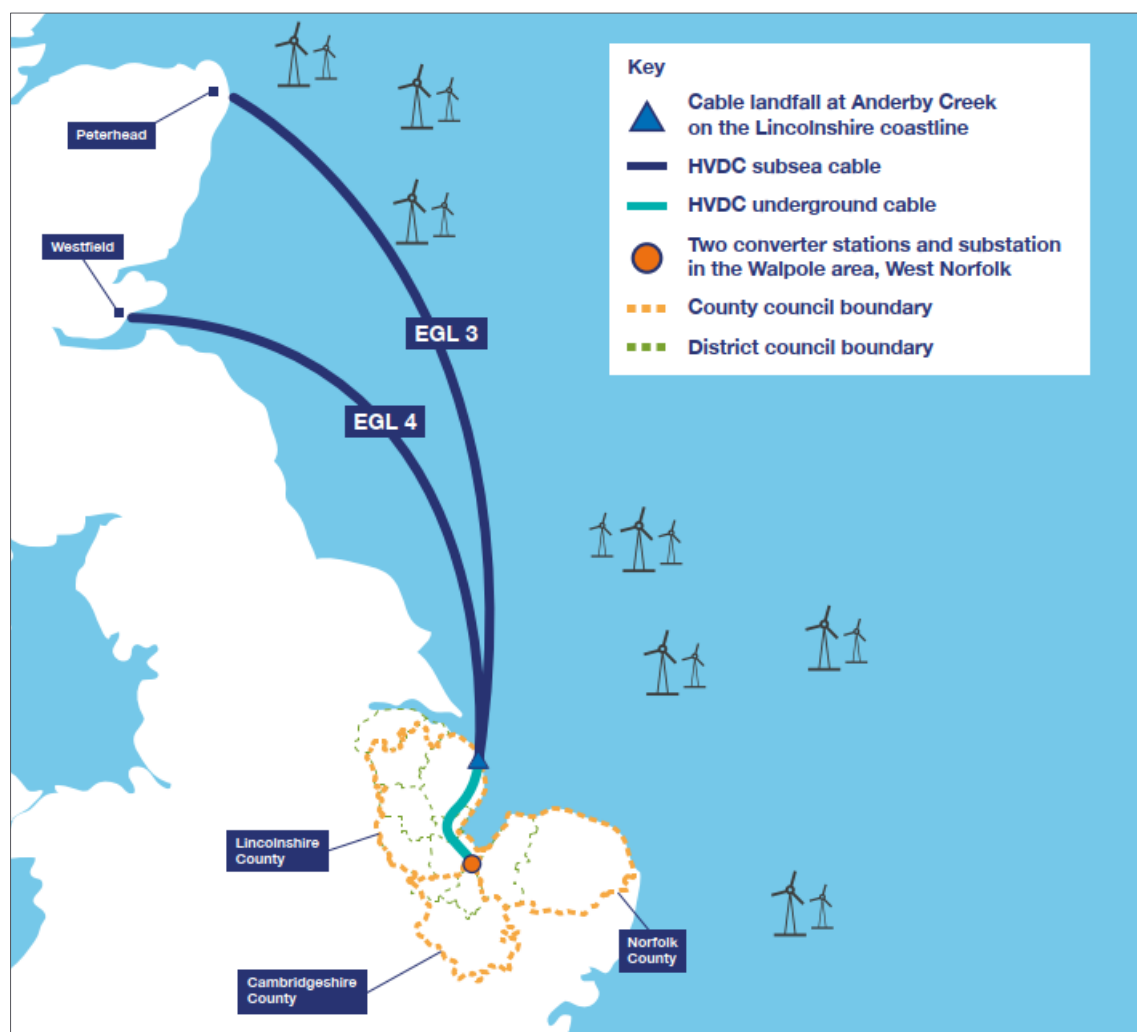 Key
Cable landfall at Anderby Creek
on the Lincolnshire coastline
HVDC subsea cable
HVDC underground cable
Two converter stations and substation
in the Walpole area, West Norfolk
County council boundary
District council boundary
Peterhead
Westfield
EGL 3
EGL 4
Lincolnshire
County
Norfolk
County
Cambridgeshire
County